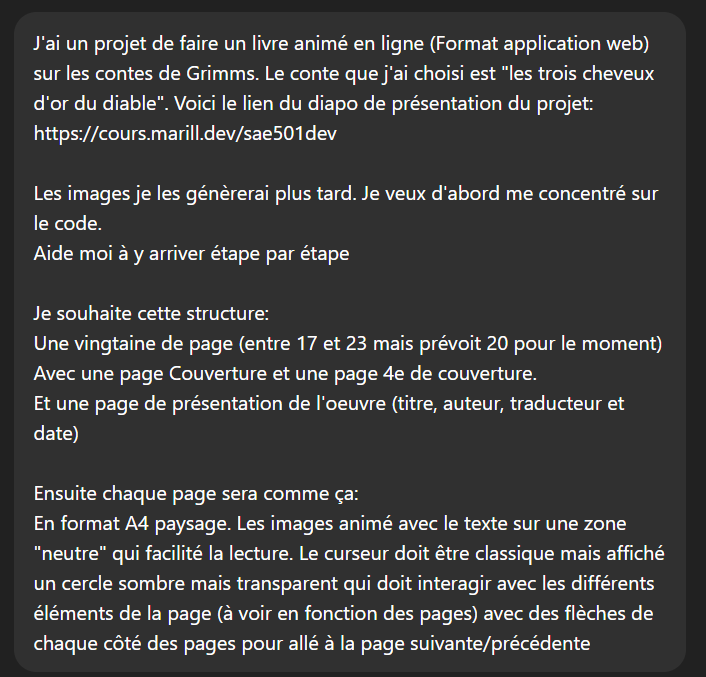 J'ai un projet de faire un livre animé en ligne (Format application web)
sur les contes de Grimms. Le conte que j'ai choisi est "les trois cheveux
d'or du diable". Voici le lien du diapo de présentation du projet:
https://cours.marill.dev/sae501dev
Les images je les génèrerai plus tard. Je veux d'abord me concentré sur
le code.
Aide moi à y arriver étape par étape
Je souhaite cette structure:
Une vingtaine de page (entre 17 et 23 mais prévoit 20 pour le moment)
Avec une page Couverture et une page 4e de couverture.
Et une page de présentation de l'oeuvre (titre, auteur, traducteur et
date)
Ensuite chaque page sera comme ça:
En format A4 paysage. Les images animé avec le texte sur une zone
"neutre" qui facilité la lecture. Le curseur doit être classique mais affiché
un cercle sombre mais transparent qui doit interagir avec les différents
éléments de la page (à voir en fonction des pages) avec des flèches de
chaque côté des pages pour allé à la page suivante/précédente